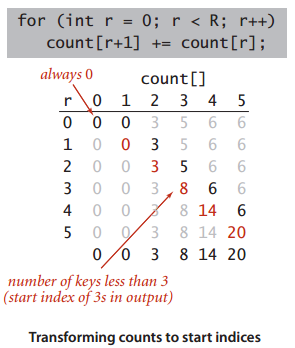 for (int r = 0; r < R; r++)
count[r+1] += count[r];
always 0
count[]
r 0 1 2 3 4 5
0 0 0 3 5 6 6
1 0 0 3 5 6 6
2 0 0 3 5 6 6
3 0 0 3 8 6 6
4 0 0 3 8 14 6
5 0 0 3 8 14 20
0 0 3 8 14 20
number of keys less than 3
(start index of 3s in output)
Transforming counts to start indices